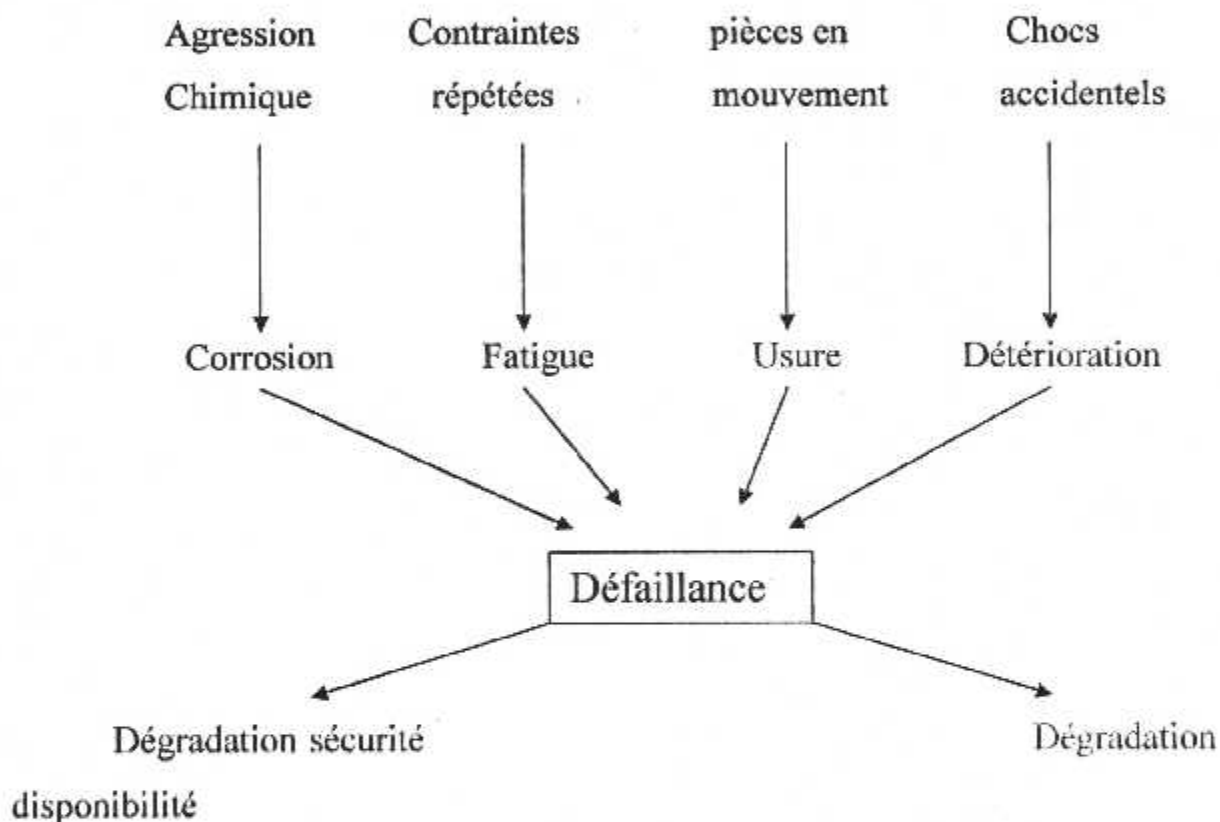 Agression Contraintes pièces en Chocs
Chimique répétées mouvement accidentels
Corrosion Fatigue Usure Détérioration
Défaillance
Dégradation sécurité Dégradation
disponibilité